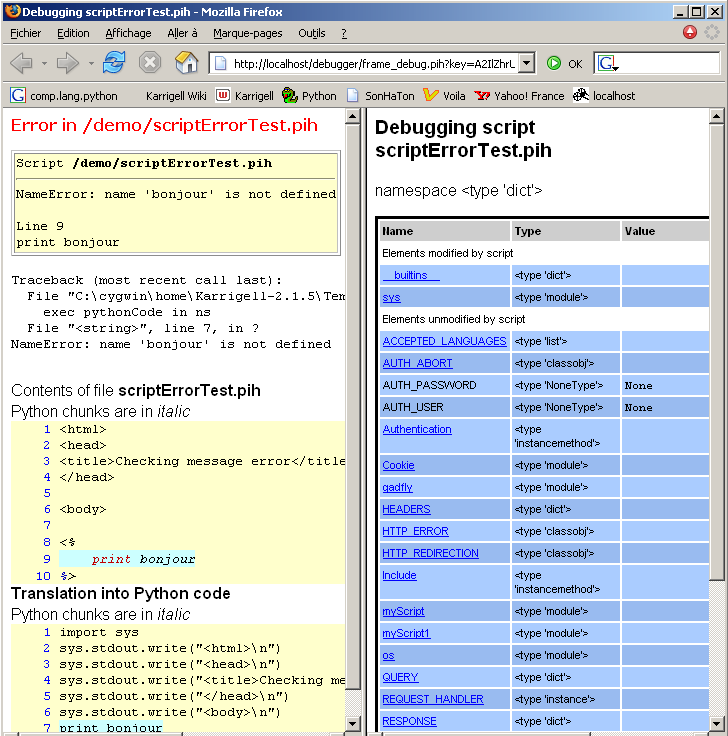 Debugging scriptErrorTest.pih - Mozilla Firefox
Fichier Edition Affichage Aller à Marque-pages Outils ?
http://localhost/debugger/frame_debug.pih?key=A2IIZhrL OK
comp.lang.python Karrigell Wiki Karrigell Python SonHaTon Voila Yahoo! France localhost
Error in /demo/scriptErrorTest.pih
Script /demo/scriptErrorTest.pih
NameError: name 'bonjour' is not defined
Line 9
print bonjour
Traceback (most recent call last):
File "C:\cygwin\home\Karrigell-2.1.5\Tem
exec pythonCode in ns
File "<string>", line 7, in ?
NameError: name 'bonjour' is not defined
Contents of file scriptErrorTest.pih
Python chunks are in italic
1 <html>
2 <head>
3 <title>Checking message error</title
4 </head>
5
6 <body>
7
8 <%
9 print bonjour
10 %>
Translation into Python code
Python chunks are in italic
1 import sys
2 sys.stdout.write("<html>\n")
3 sys.stdout.write("<head>\n")
4 sys.stdout.write("<title>Checking me
5 sys.stdout.write("</head>\n")
6 sys.stdout.write("<body>\n")
7 print bonjour
Debugging script
scriptErrorTest.pih
namespace <type 'dict'>
Name Type Value
Elements modified by script
__builtins__ <type 'dict'>
sys <type 'module'>
Elements unmodified by script
ACCEPTED_LANGUAGES <type 'list'>
AUTH_ABORT <type 'classobj'>
AUTH_PASSWORD <type 'NoneType'> None
AUTH_USER <type 'NoneType'> None
Authentication <type
'instancemethod'>
Cookie <type 'module'>
gadfly <type 'module'>
HEADERS <type 'dict'>
HTTP_ERROR <type 'classobj'>
HTTP_REDIRECTION <type 'classobj'>
Include <type
'instancemethod'>
myScript <type 'module'>
myScript1 <type 'module'>
os <type 'module'>
QUERY <type 'dict'>
REQUEST_HANDLER <type 'instance'>
RESPONSE <type 'dict'>